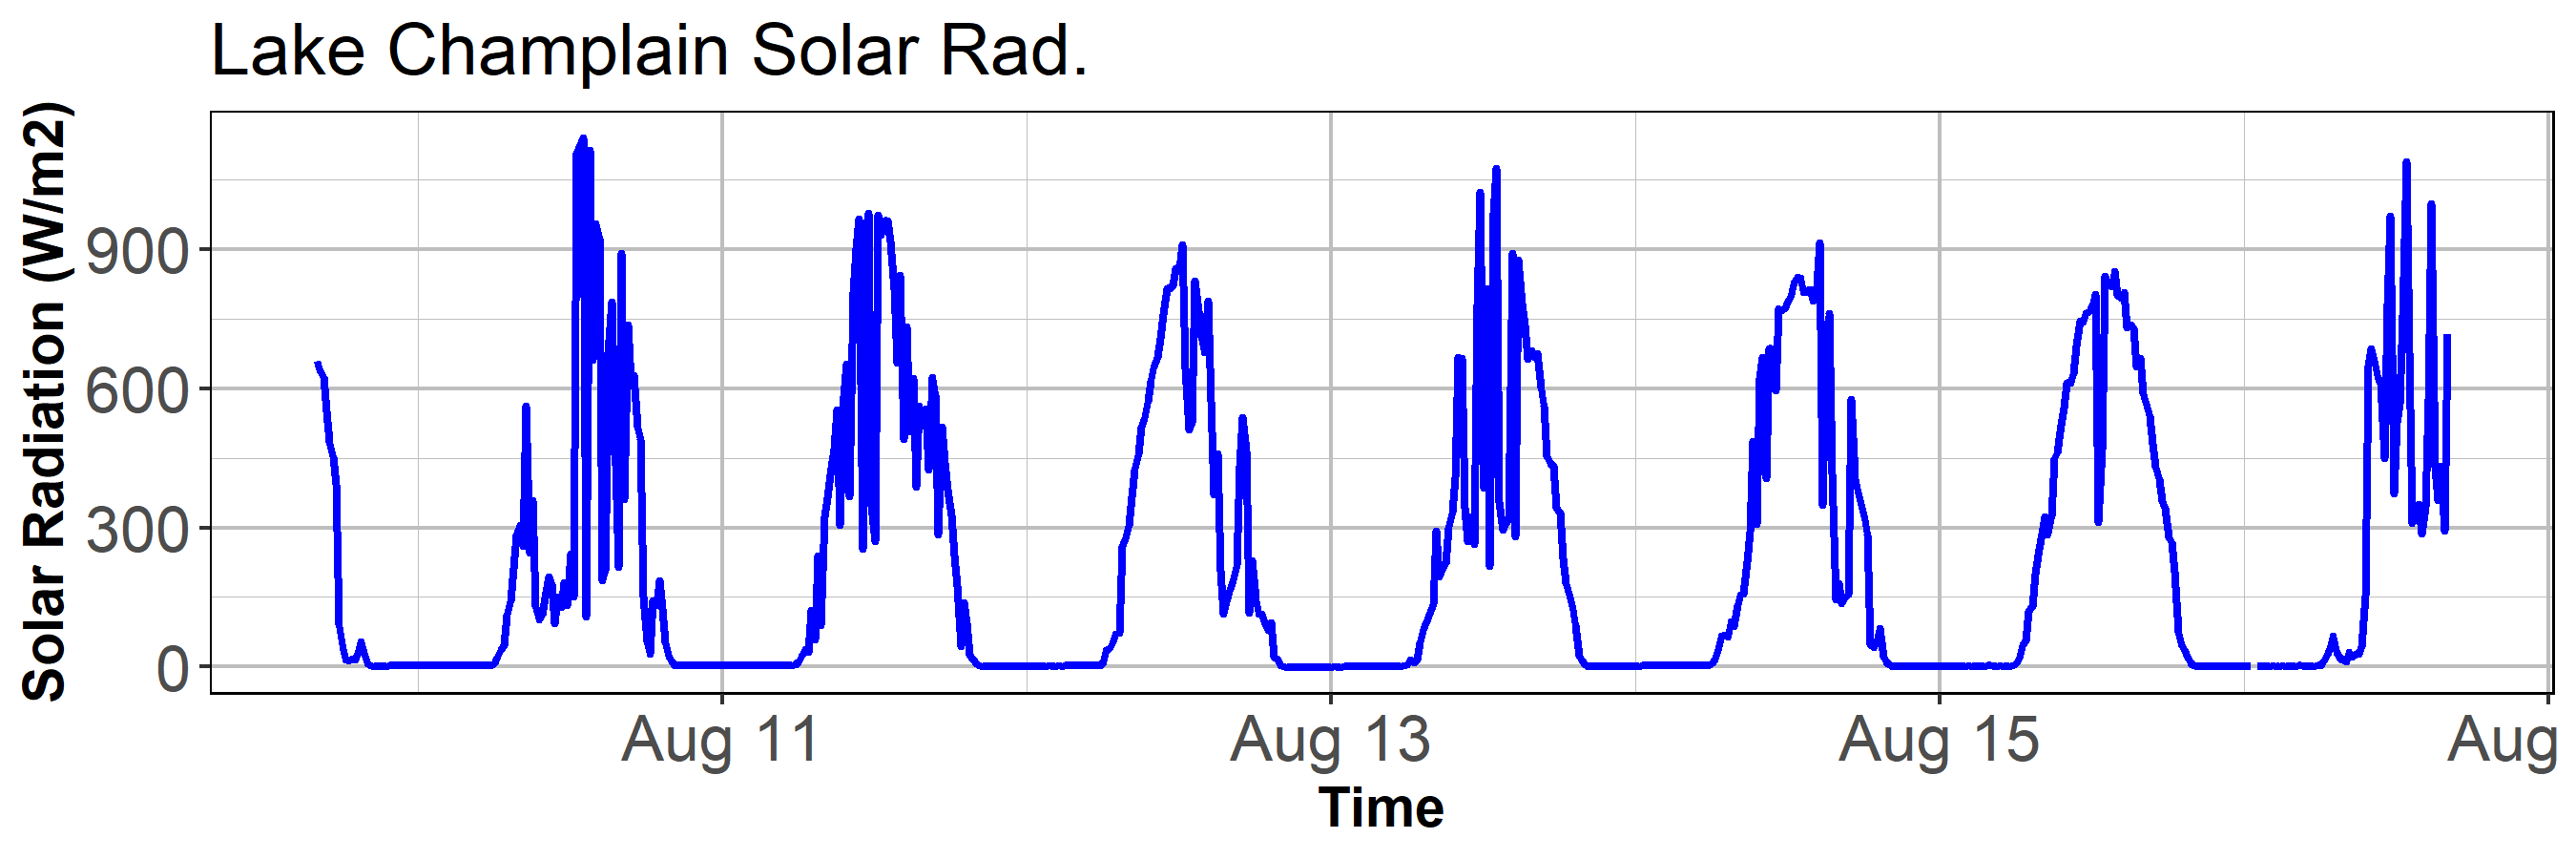 Lake Champlain Solar Rad.
Solar Radiation (W/m2)
900
600
300
0
Aug 11
Aug 13
Aug 15
Aug
Time